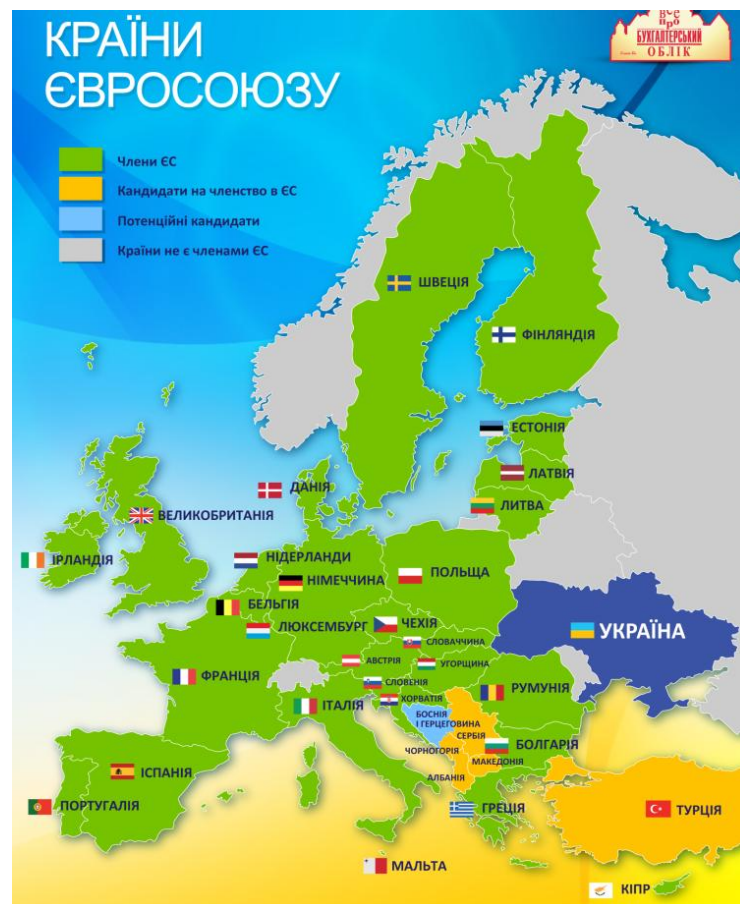 КРАЇНИ
ЄВРОСОЮЗУ
ВСЕ
ПРО
БУХГАЛТЕРСЬКИЙ
ОБЛІК
Члени ЄС
Кандидати на членство в ЄС
Потенційні кандидати
Країни не є членами ЄС
ШВЕЦІЯ
ФІНЛЯНДІЯ
ЕСТОНІЯ
ЛАТВІЯ
ДАНІЯ
ЛИТВА
ВЕЛИКОБРИТАНІЯ
ІРЛАНДІЯ
НІДЕРЛАНДИ
ПОЛЬЩА
НІМЕЧЧИНА
БЕЛЬГІЯ
ЛЮКСЕМБУРГ
ЧЕХІЯ
УКРАЇНА
СЛОВАЧЧИНА
АВСТРІЯ
УГОРЩИНА
ФРАНЦІЯ
СЛОВЕНІЯ
РУМУНІЯ
ХОРВАТІЯ
ІТАЛІЯ
БОСНІЯ
І ГЕРЦЕГОВИНА
СЕРБІЯ
БОЛГАРІЯ
ЧОРНОГОРІЯ
МАКЕДОНІЯ
ІСПАНІЯ
АЛБАНІЯ
ПОРТУГАЛІЯ
ГРЕЦІЯ
ТУРЦІЯ
МАЛЬТА
КІПР